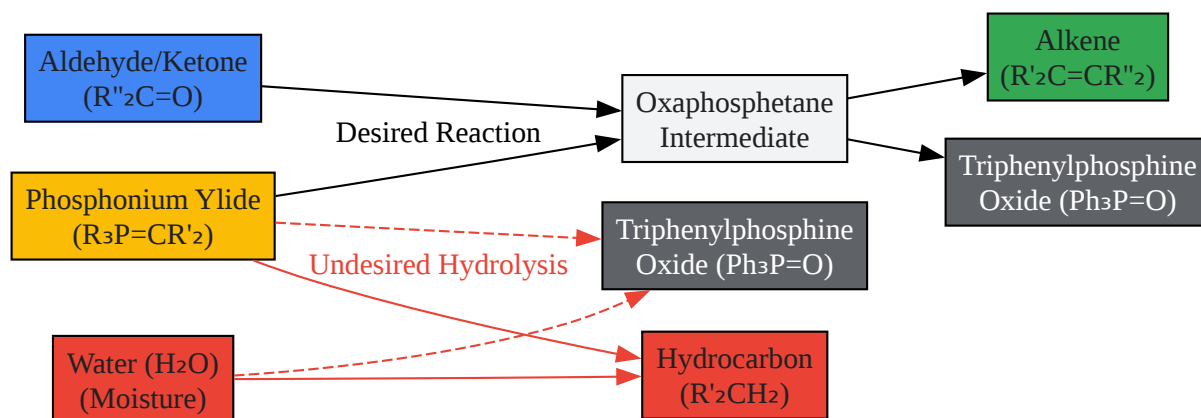 Aldehyde/Ketone
(R"₂C=O)
Alkene
(R'₂C=CR"₂)
Oxaphosphetane
Intermediate
Desired Reaction
Triphenylphosphine
Oxide (Ph₃P=O)
Phosphonium Ylide
(R₃P=CR'₂)
Triphenylphosphine
Oxide (Ph₃P=O)
Undesired Hydrolysis
Water (H₂O)
(Moisture)
Hydrocarbon
(R'₂CH₂)